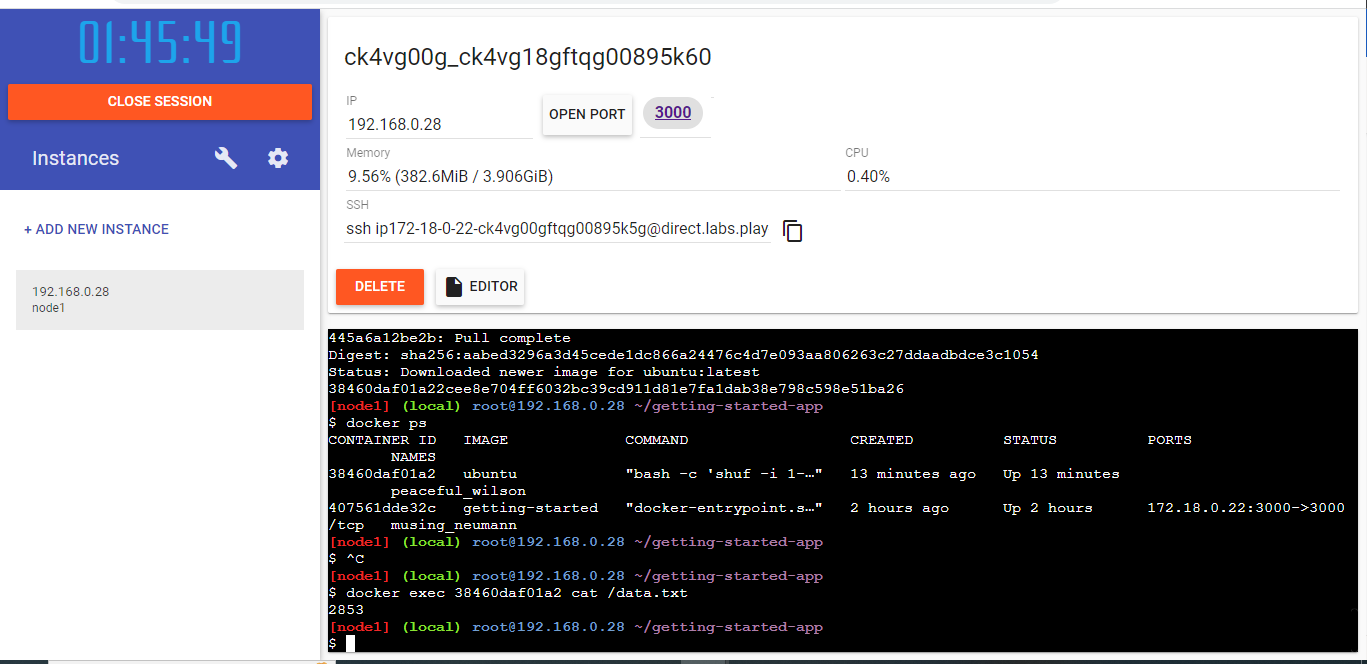 01:45:49
CLOSE SESSION
Instances
+ ADD NEW INSTANCE
192.168.0.28
node1
ck4vg00g_ck4vg18gftqg00895k60
IP
192.168.0.28
OPEN PORT
3000
Memory
9.56% (382.6MiB / 3.906GiB)
CPU
0.40%
SSH
ssh ip172-18-0-22-ck4vg00gftqg00895k5g@direct.labs.play
DELETE
EDITOR
445a6a12be2b: Pull complete
Digest: sha256:aabed3296a3d45cede1dc866a24476c4d7e093aa806263c27ddaadbdce3c1054
Status: Downloaded newer image for ubuntu:latest
38460daf01a22cee8e704ff6032bc39cd911d81e7fa1dab38e798c598e51ba26
[node1] (local) root@192.168.0.28 ~/getting-started-app
$ docker ps
CONTAINER ID   IMAGE             COMMAND                  CREATED          STATUS          PORTS
NAMES
38460daf01a2   ubuntu            "bash -c 'shuf -i 1-…"   13 minutes ago   Up 13 minutes
peaceful_wilson
407561dde32c   getting-started   "docker-entrypoint.s…"   2 hours ago      Up 2 hours      172.18.0.22:3000->3000
/tcp   musing_neumann
[node1] (local) root@192.168.0.28 ~/getting-started-app
$ ^C
[node1] (local) root@192.168.0.28 ~/getting-started-app
$ docker exec 38460daf01a2 cat /data.txt
2853
[node1] (local) root@192.168.0.28 ~/getting-started-app
$